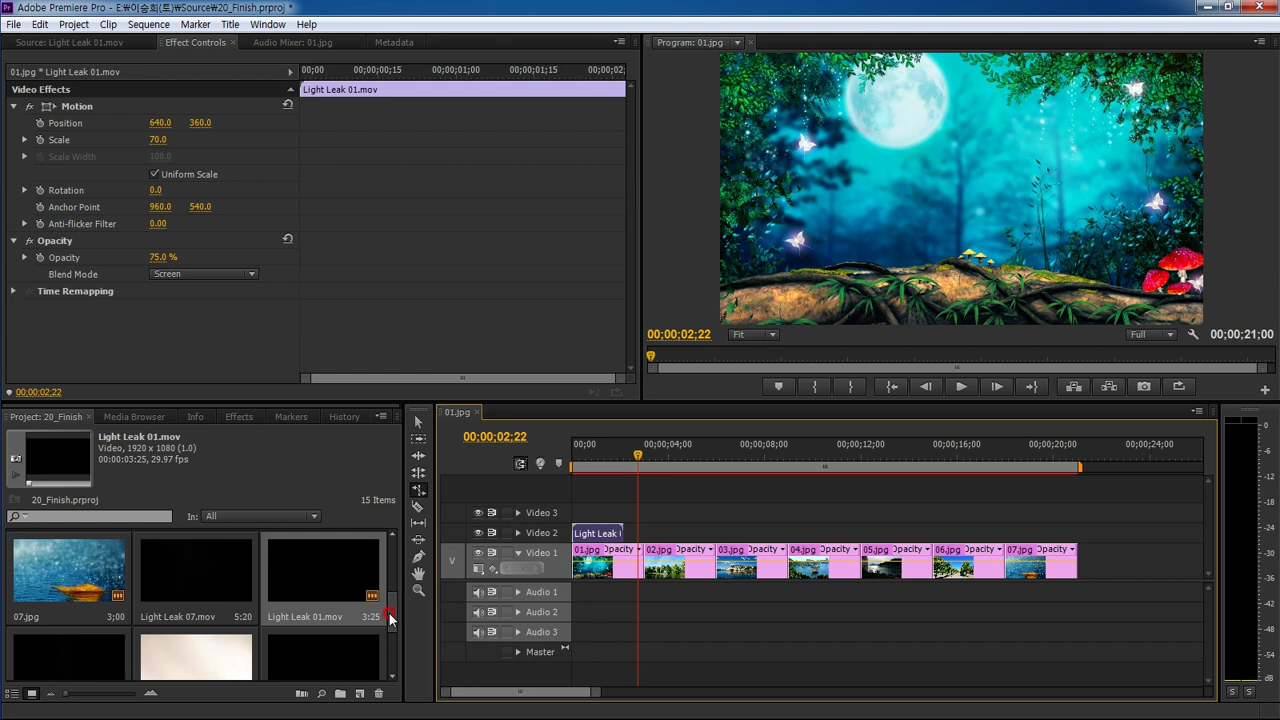 Adobe Premiere Pro - E:\이승희(토)\Source\20_Finish.prproj *
File Edit Project Clip Sequence Marker Title Window Help
Source: Light Leak 01.mov Effect Controls Audio Mixer: 01.jpg Metadata
01.jpg * Light Leak 01.mov
00;00 00;00;00;15 00;00;01;00 00;00;01;15 00;00;02;
Video Effects
Light Leak 01.mov
fx Motion
Position 640.0 360.0
Scale 70.0
Scale Width 100.0
Uniform Scale
Rotation 0.0
Anchor Point 960.0 540.0
Anti-flicker Filter 0.00
fx Opacity
Opacity 75.0 %
Blend Mode Screen
Time Remapping
00;00;02;22
Program: 01.jpg
00;00;02;22 Fit Full 00;00;21;00
Project: 20_Finish Media Browser Info Effects Markers History
Light Leak 01.mov
Video, 1920 x 1080 (1.0)
00;00;03;25, 29.97 fps
20_Finish.prproj 15 Items
In: All
07.jpg 3;00
Light Leak 07.mov 5:20
Light Leak 01.mov 3:25
01.jpg
00;00;02;22
00;00 00;00;04;00 00;00;08;00 00;00;12;00 00;00;16;00 00;00;20;00 00;00;24;00
Video 3
Video 2 Light Leak
V Video 1
01.jpg Opacity 02.jpg Opacity 03.jpg Opacity 04.jpg Opacity 05.jpg Opacity 06.jpg Opacity 07.jpg Opacity
Audio 1
Audio 2
Audio 3
Master
0
-6
-12
-18
-24
-30
-36
-42
-48
-54
dB
S S